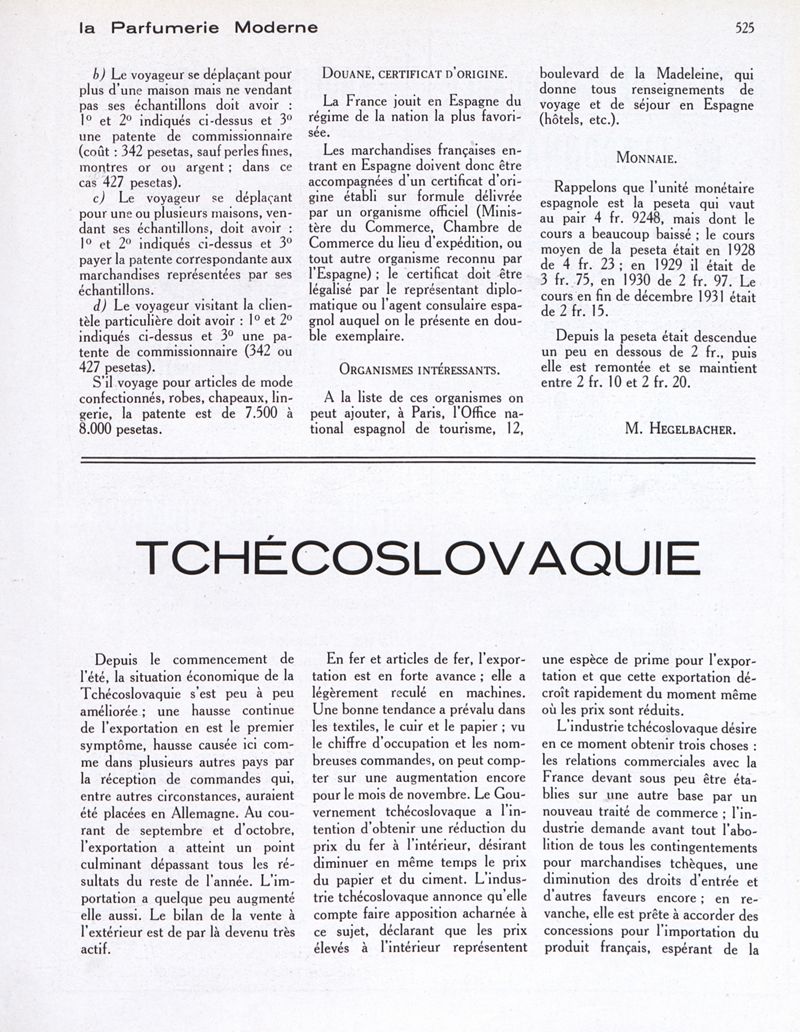 la Parfumerie Moderne
525
b) Le voyageur se déplaçant pour
plus d'une maison mais ne vendant
pas ses échantillons doit avoir :
1º et 2º indiqués ci-dessus et 3º
une patente de commissionnaire
(coût : 342 pesetas, sauf perles fines,
montres or ou argent ; dans ce
cas 427 pesetas).
c) Le voyageur se déplaçant
pour une ou plusieurs maisons, ven-
dant ses échantillons, doit avoir :
1º et 2º indiqués ci-dessus et 3º
payer la patente correspondante aux
marchandises représentées par ses
échantillons.
d) Le voyageur visitant la clien-
tèle particulière doit avoir : 1º et 2º
indiqués ci-dessus et 3º une pa-
tente de commissionnaire (342 ou
427 pesetas).
S'il voyage pour articles de mode
confectionnés, robes, chapeaux, lin-
gerie, la patente est de 7.500 à
8.000 pesetas.
DOUANE, CERTIFICAT D'ORIGINE.
La France jouit en Espagne du
régime de la nation la plus favori-
sée.
Les marchandises françaises en-
trant en Espagne doivent donc être
accompagnées d'un certificat d'ori-
gine établi sur formule délivrée
par un organisme officiel (Minis-
tère du Commerce, Chambre de
Commerce du lieu d'expédition, ou
tout autre organisme reconnu par
l'Espagne) ; le certificat doit être
légalisé par le représentant diplo-
matique ou l'agent consulaire espa-
gnol auquel on le présente en dou-
ble exemplaire.
ORGANISMES INTÉRESSANTS.
A la liste de ces organismes on
peut ajouter, à Paris, l'Office na-
tional espagnol de tourisme, 12,
boulevard de la Madeleine, qui
donne tous renseignements de
voyage et de séjour en Espagne
(hôtels, etc.).
MONNAIE.
Rappelons que l'unité monétaire
espagnole est la peseta qui vaut
au pair 4 fr. 9248, mais dont le
cours a beaucoup baissé ; le cours
moyen de la peseta était en 1928
de 4 fr. 23 ; en 1929 il était de
3 fr. 75, en 1930 de 2 fr. 97. Le
cours en fin de décembre 1931 était
de 2 fr. 15.
Depuis la peseta était descendue
un peu en dessous de 2 fr., puis
elle est remontée et se maintient
entre 2 fr. 10 et 2 fr. 20.
M. HEGELBACHER.
TCHÉCOSLOVAQUIE
Depuis le commencement de
l'été, la situation économique de la
Tchécoslovaquie s'est peu à peu
améliorée ; une hausse continue
de l'exportation en est le premier
symptôme, hausse causée ici com-
me dans plusieurs autres pays par
la réception de commandes qui,
entre autres circonstances, auraient
été placées en Allemagne. Au cou-
rant de septembre et d'octobre,
l'exportation a atteint un point
culminant dépassant tous les ré-
sultats du reste de l'année. L'im-
portation a quelque peu augmenté
elle aussi. Le bilan de la vente à
l'extérieur est de par là devenu très
actif.
En fer et articles de fer, l'expor-
tation est en forte avance ; elle a
légèrement reculé en machines.
Une bonne tendance a prévalu dans
les textiles, le cuir et le papier ; vu
le chiffre d'occupation et les nom-
breuses commandes, on peut comp-
ter sur une augmentation encore
pour le mois de novembre. Le Gou-
vernement tchécoslovaque a l'in-
tention d'obtenir une réduction du
prix du fer à l'intérieur, désirant
diminuer en même temps le prix
du papier et du ciment. L'indus-
trie tchécoslovaque annonce qu'elle
compte faire apposition acharnée à
ce sujet, déclarant que les prix
élevés à l'intérieur représentent
une espèce de prime pour l'expor-
tation et que cette exportation dé-
croît rapidement du moment même
où les prix sont réduits.
L'industrie tchécoslovaque désire
en ce moment obtenir trois choses :
les relations commerciales avec la
France devant sous peu être éta-
blies sur une autre base par un
nouveau traité de commerce ; l'in-
dustrie demande avant tout l'abo-
lition de tous les contingentements
pour marchandises tchèques, une
diminution des droits d'entrée et
d'autres faveurs encore ; en re-
vanche, elle est prête à accorder des
concessions pour l'importation du
produit français, espérant de la